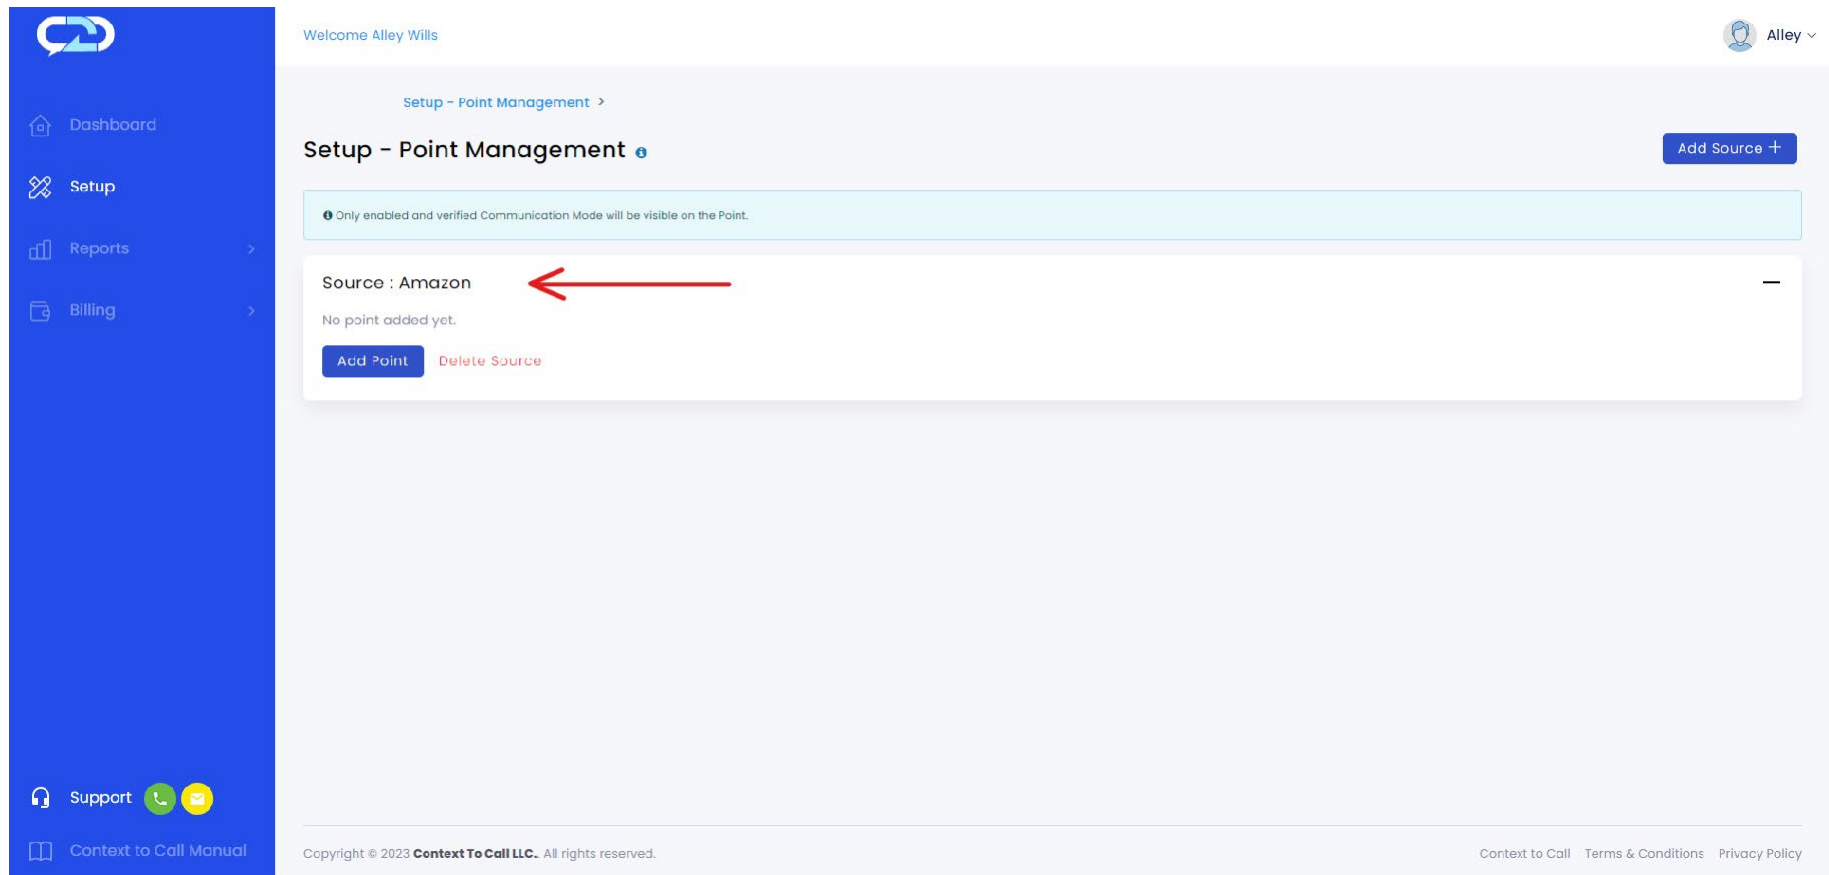 Welcome Alley Wills
Alley
Dashboard
Setup
Reports
Billing
Setup - Point Management >
Setup - Point Management
Add Source +
Only enabled and verified Communication Mode will be visible on the Point.
Source : Amazon
No point added yet.
Add Point
Delete Source
Support
Context to Call Manual
Copyright © 2023 Context To Call LLC.. All rights reserved.
Context to Call Terms & Conditions Privacy Policy